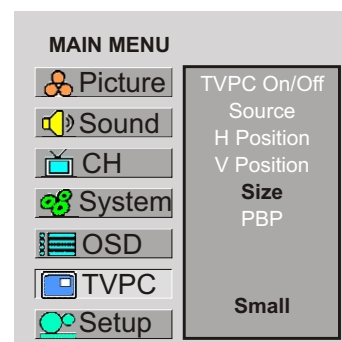 MAIN MENU
Picture
Sound
CH
System
OSD
TVPC
Setup
TVPC On/Off
Source
H Position
V Position
Size
PBP
Small